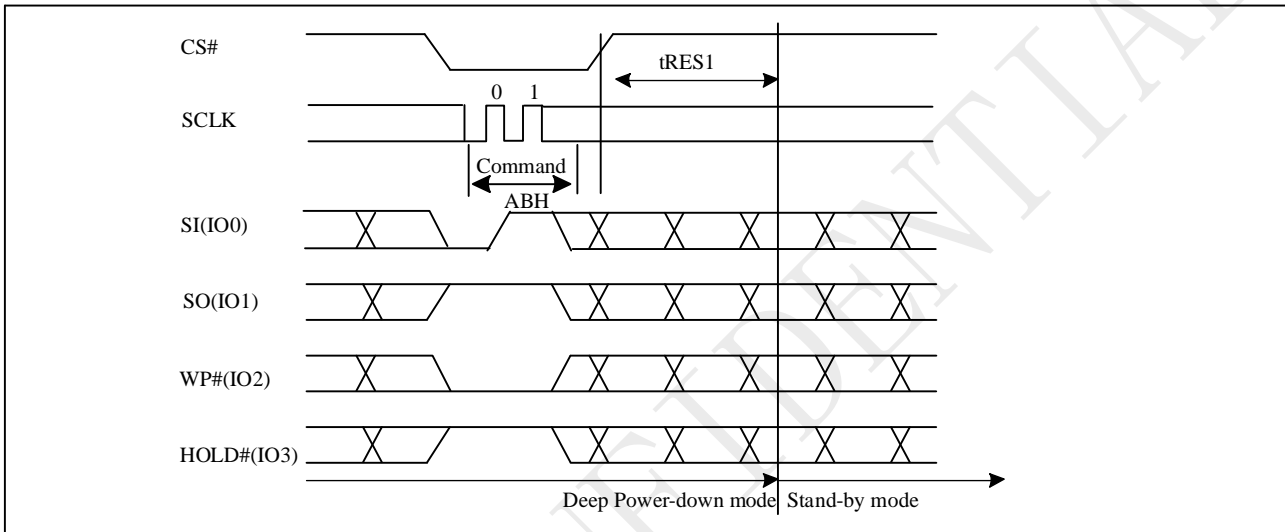 CS#
tRES1
0 1
SCLK
Command
ABH
SI(IO0)
SO(IO1)
WP#(IO2)
HOLD#(IO3)
Deep Power-down mode Stand-by mode
FIDENTIA